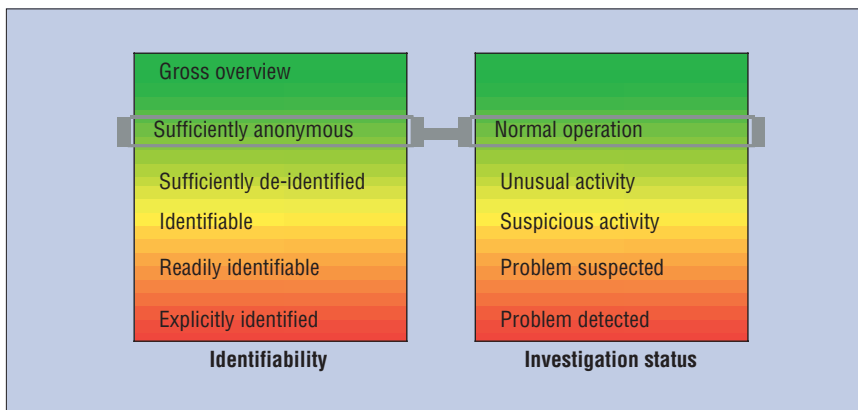 Gross overview
Sufficiently anonymous
Sufficiently de-identified
Identifiable
Readily identifiable
Explicitly identified
Identifiability
Normal operation
Unusual activity
Suspicious activity
Problem suspected
Problem detected
Investigation status